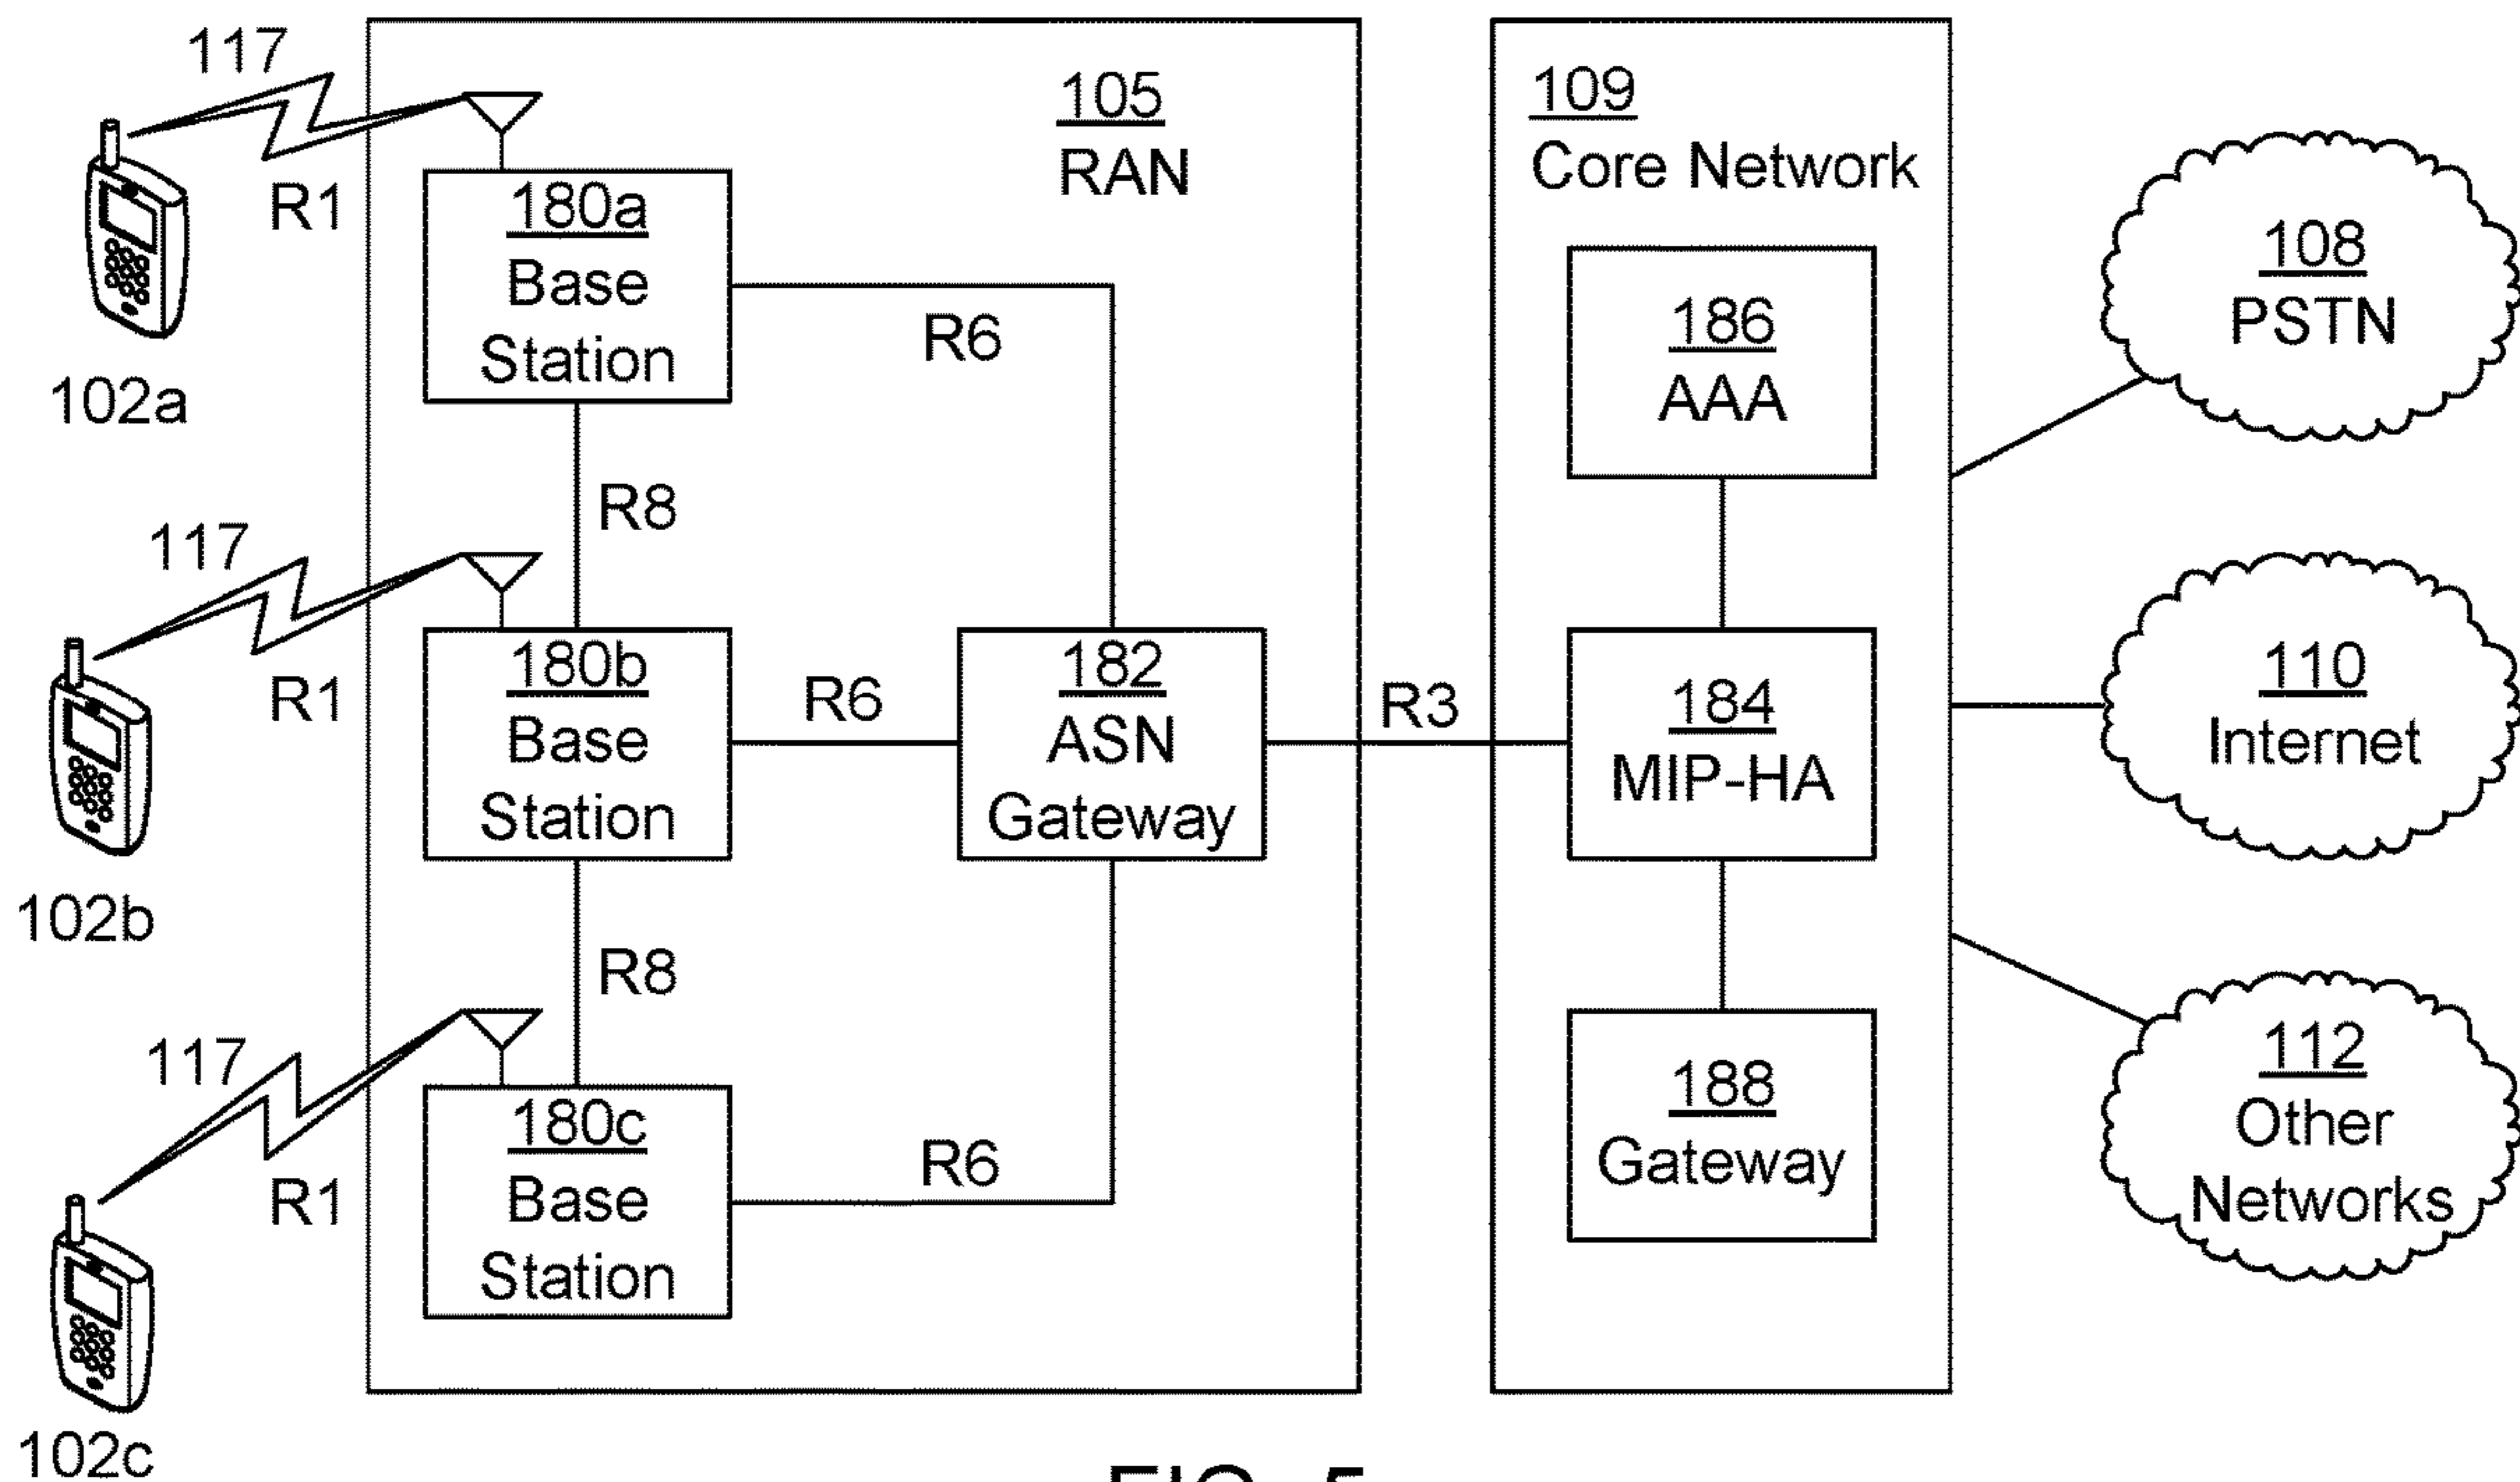 117
R1
102a
117
R1
102b
117
R1
102c
105
RAN
180a
Base
Station
R6
R8
180b
Base
Station
R6
182
ASN
Gateway
R8
180c
Base
Station
R6
R3
109
Core Network
186
AAA
184
MIP-HA
188
Gateway
108
PSTN
110
Internet
112
Other
Networks
FIG. 5